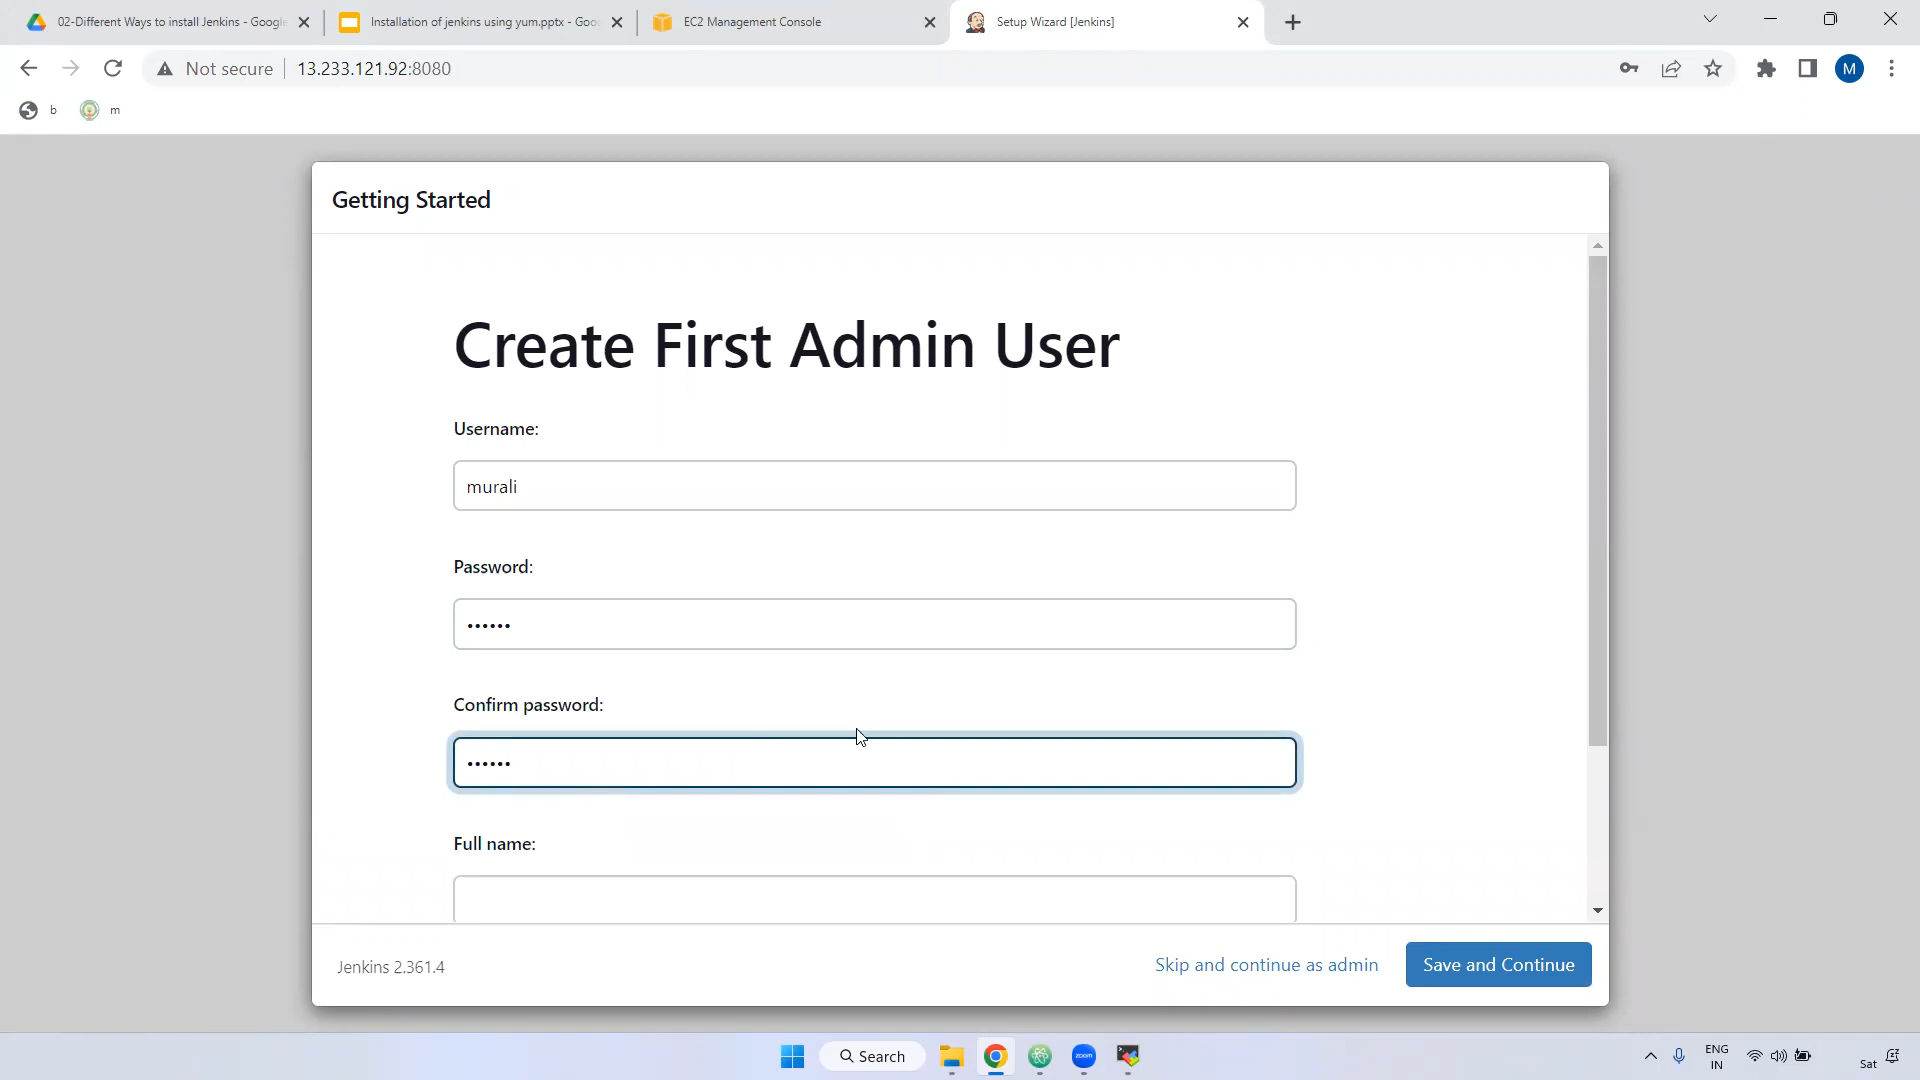 02-Different Ways to install Jenkins - Google
Installation of jenkins using yum.pptx - Goo
EC2 Management Console
Setup Wizard [Jenkins]
Not secure
13.233.121.92:8080
M
b
m
Getting Started
Create First Admin User
Username:
murali
Password:
••••••
Confirm password:
••••••
Full name:
Jenkins 2.361.4
Skip and continue as admin
Save and Continue
Search
zoom
ENG
IN
Sat